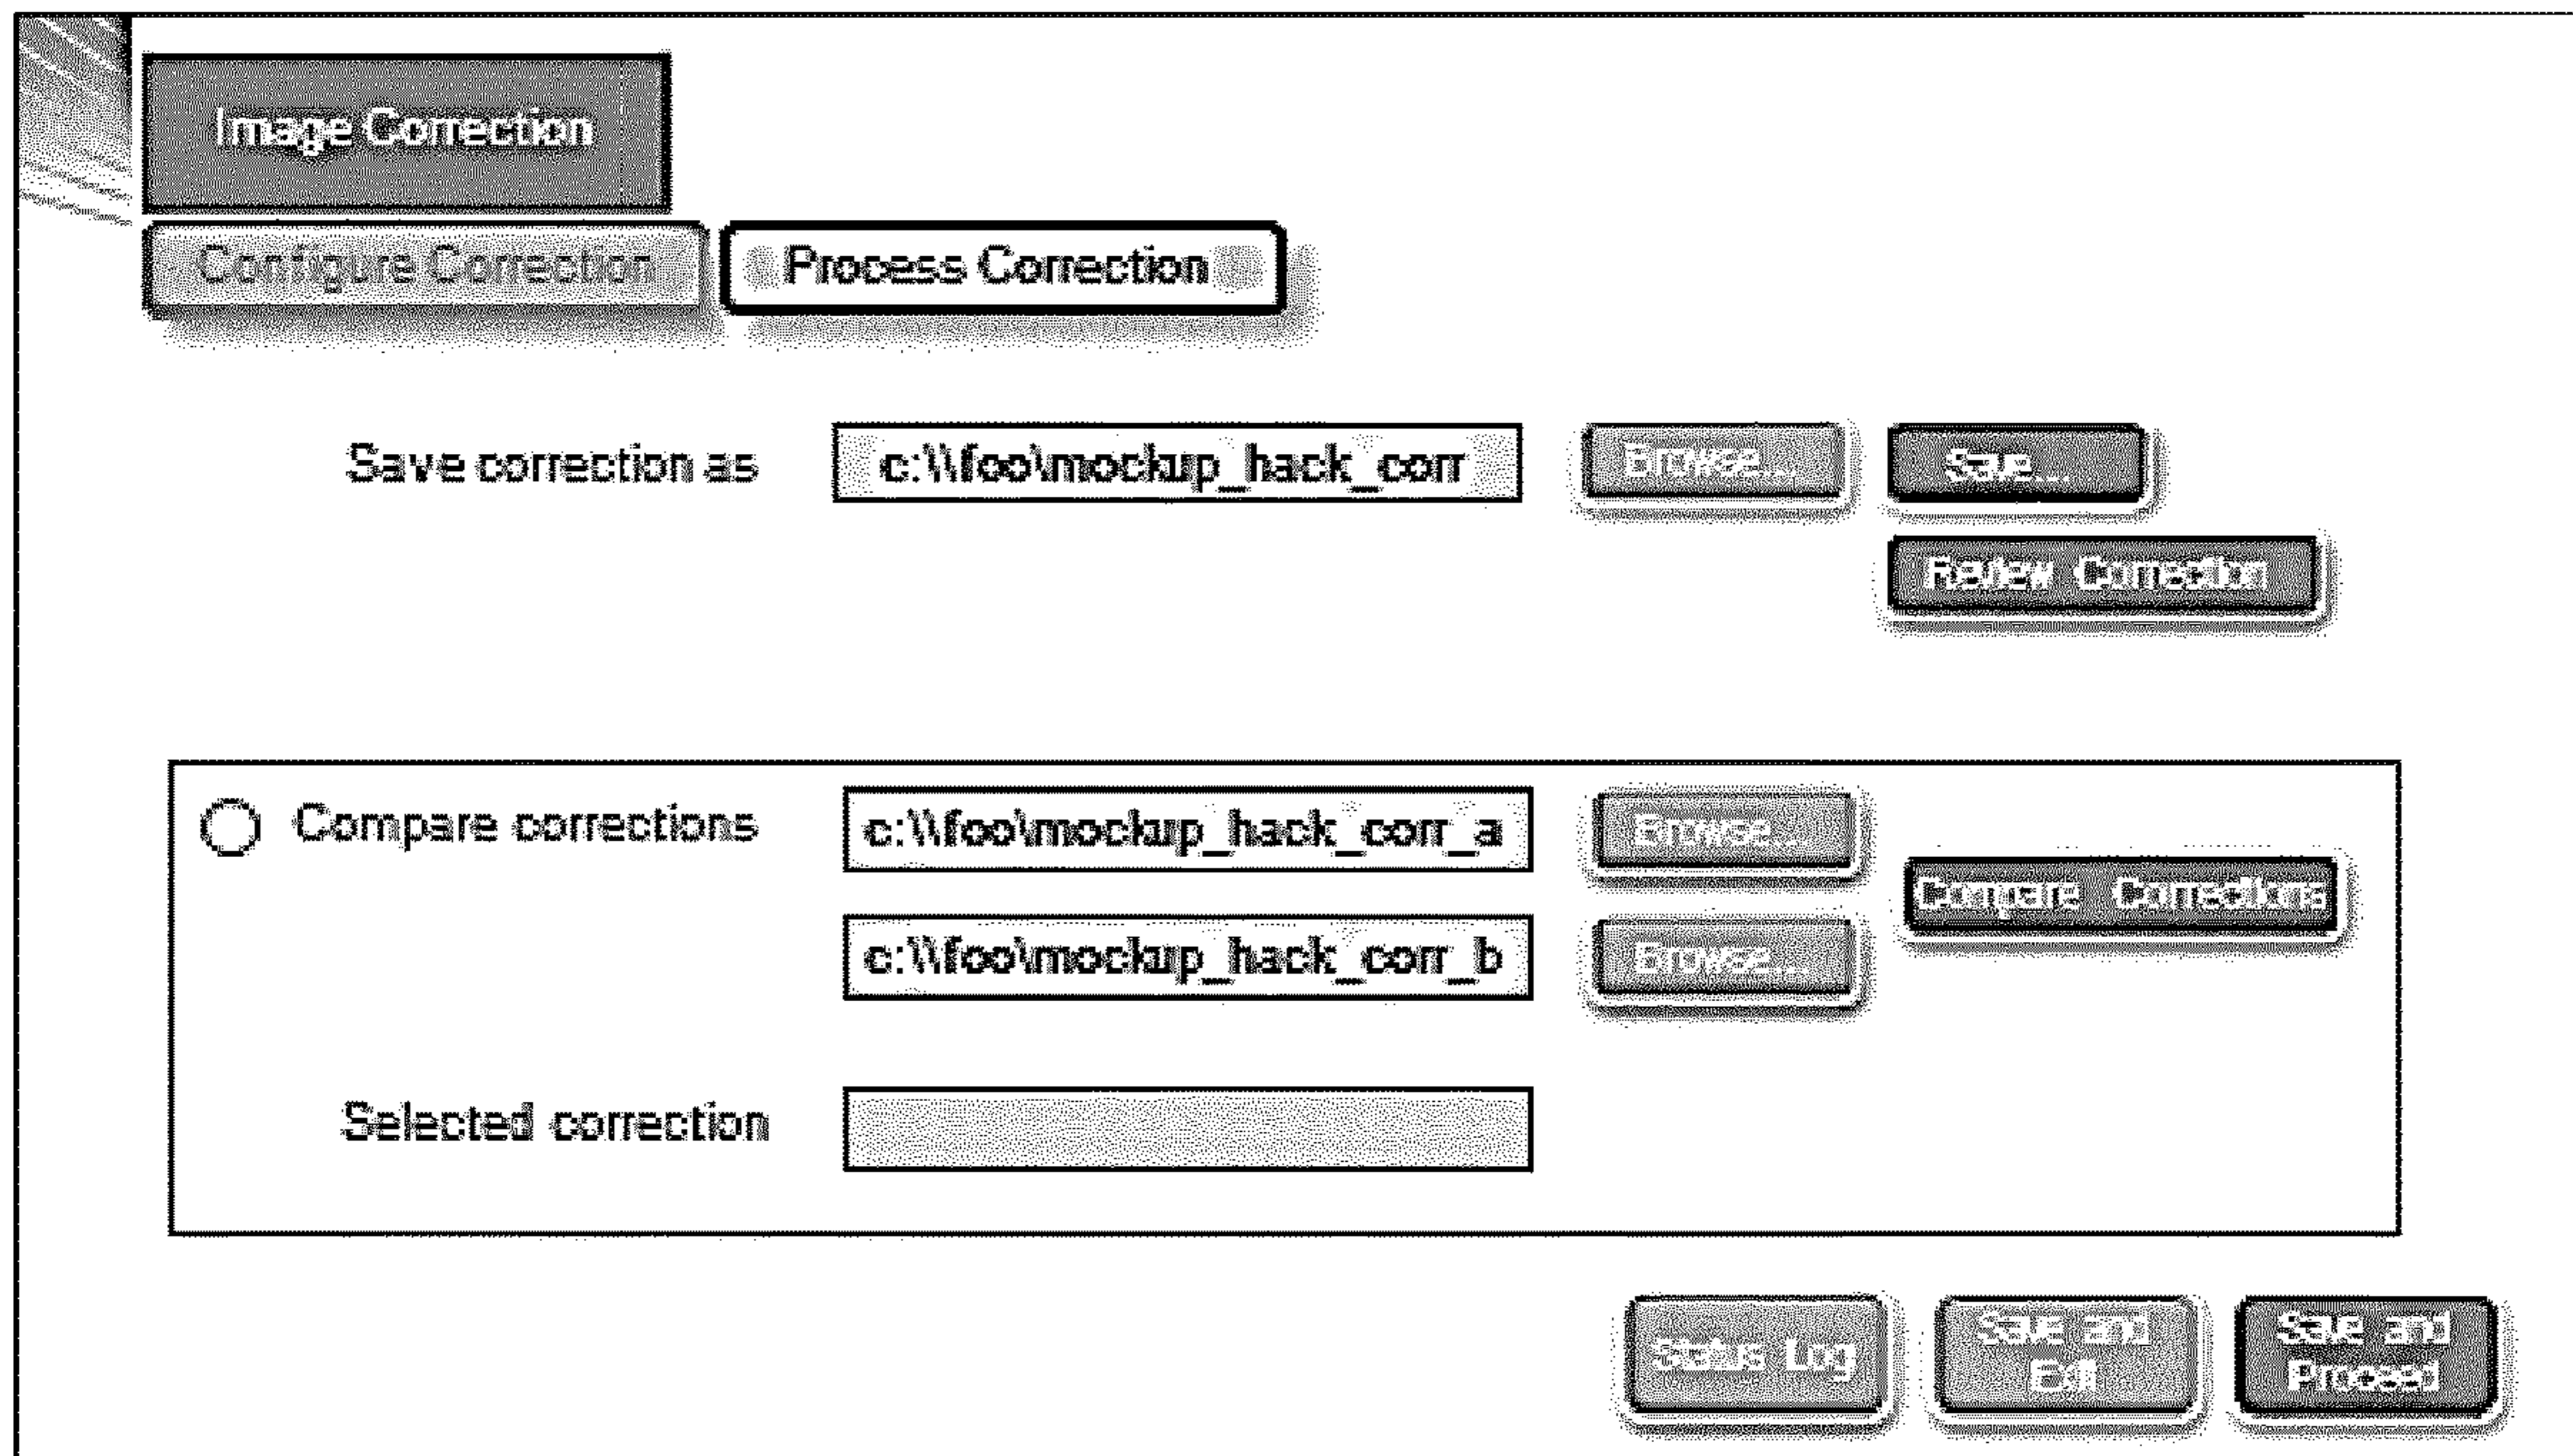 Image Correction
Configure Correction
Process Correction
Save correction as
c:\\foo\mockup_hack_corr
Browse...
Save...
Review Correction
Compare corrections
c:\\foo\mockup_hack_corr_a
Browse...
Compare Corrections
c:\\foo\mockup_hack_corr_b
Browse...
Selected correction
Status Log
Save and
Exit
Save and
Proceed